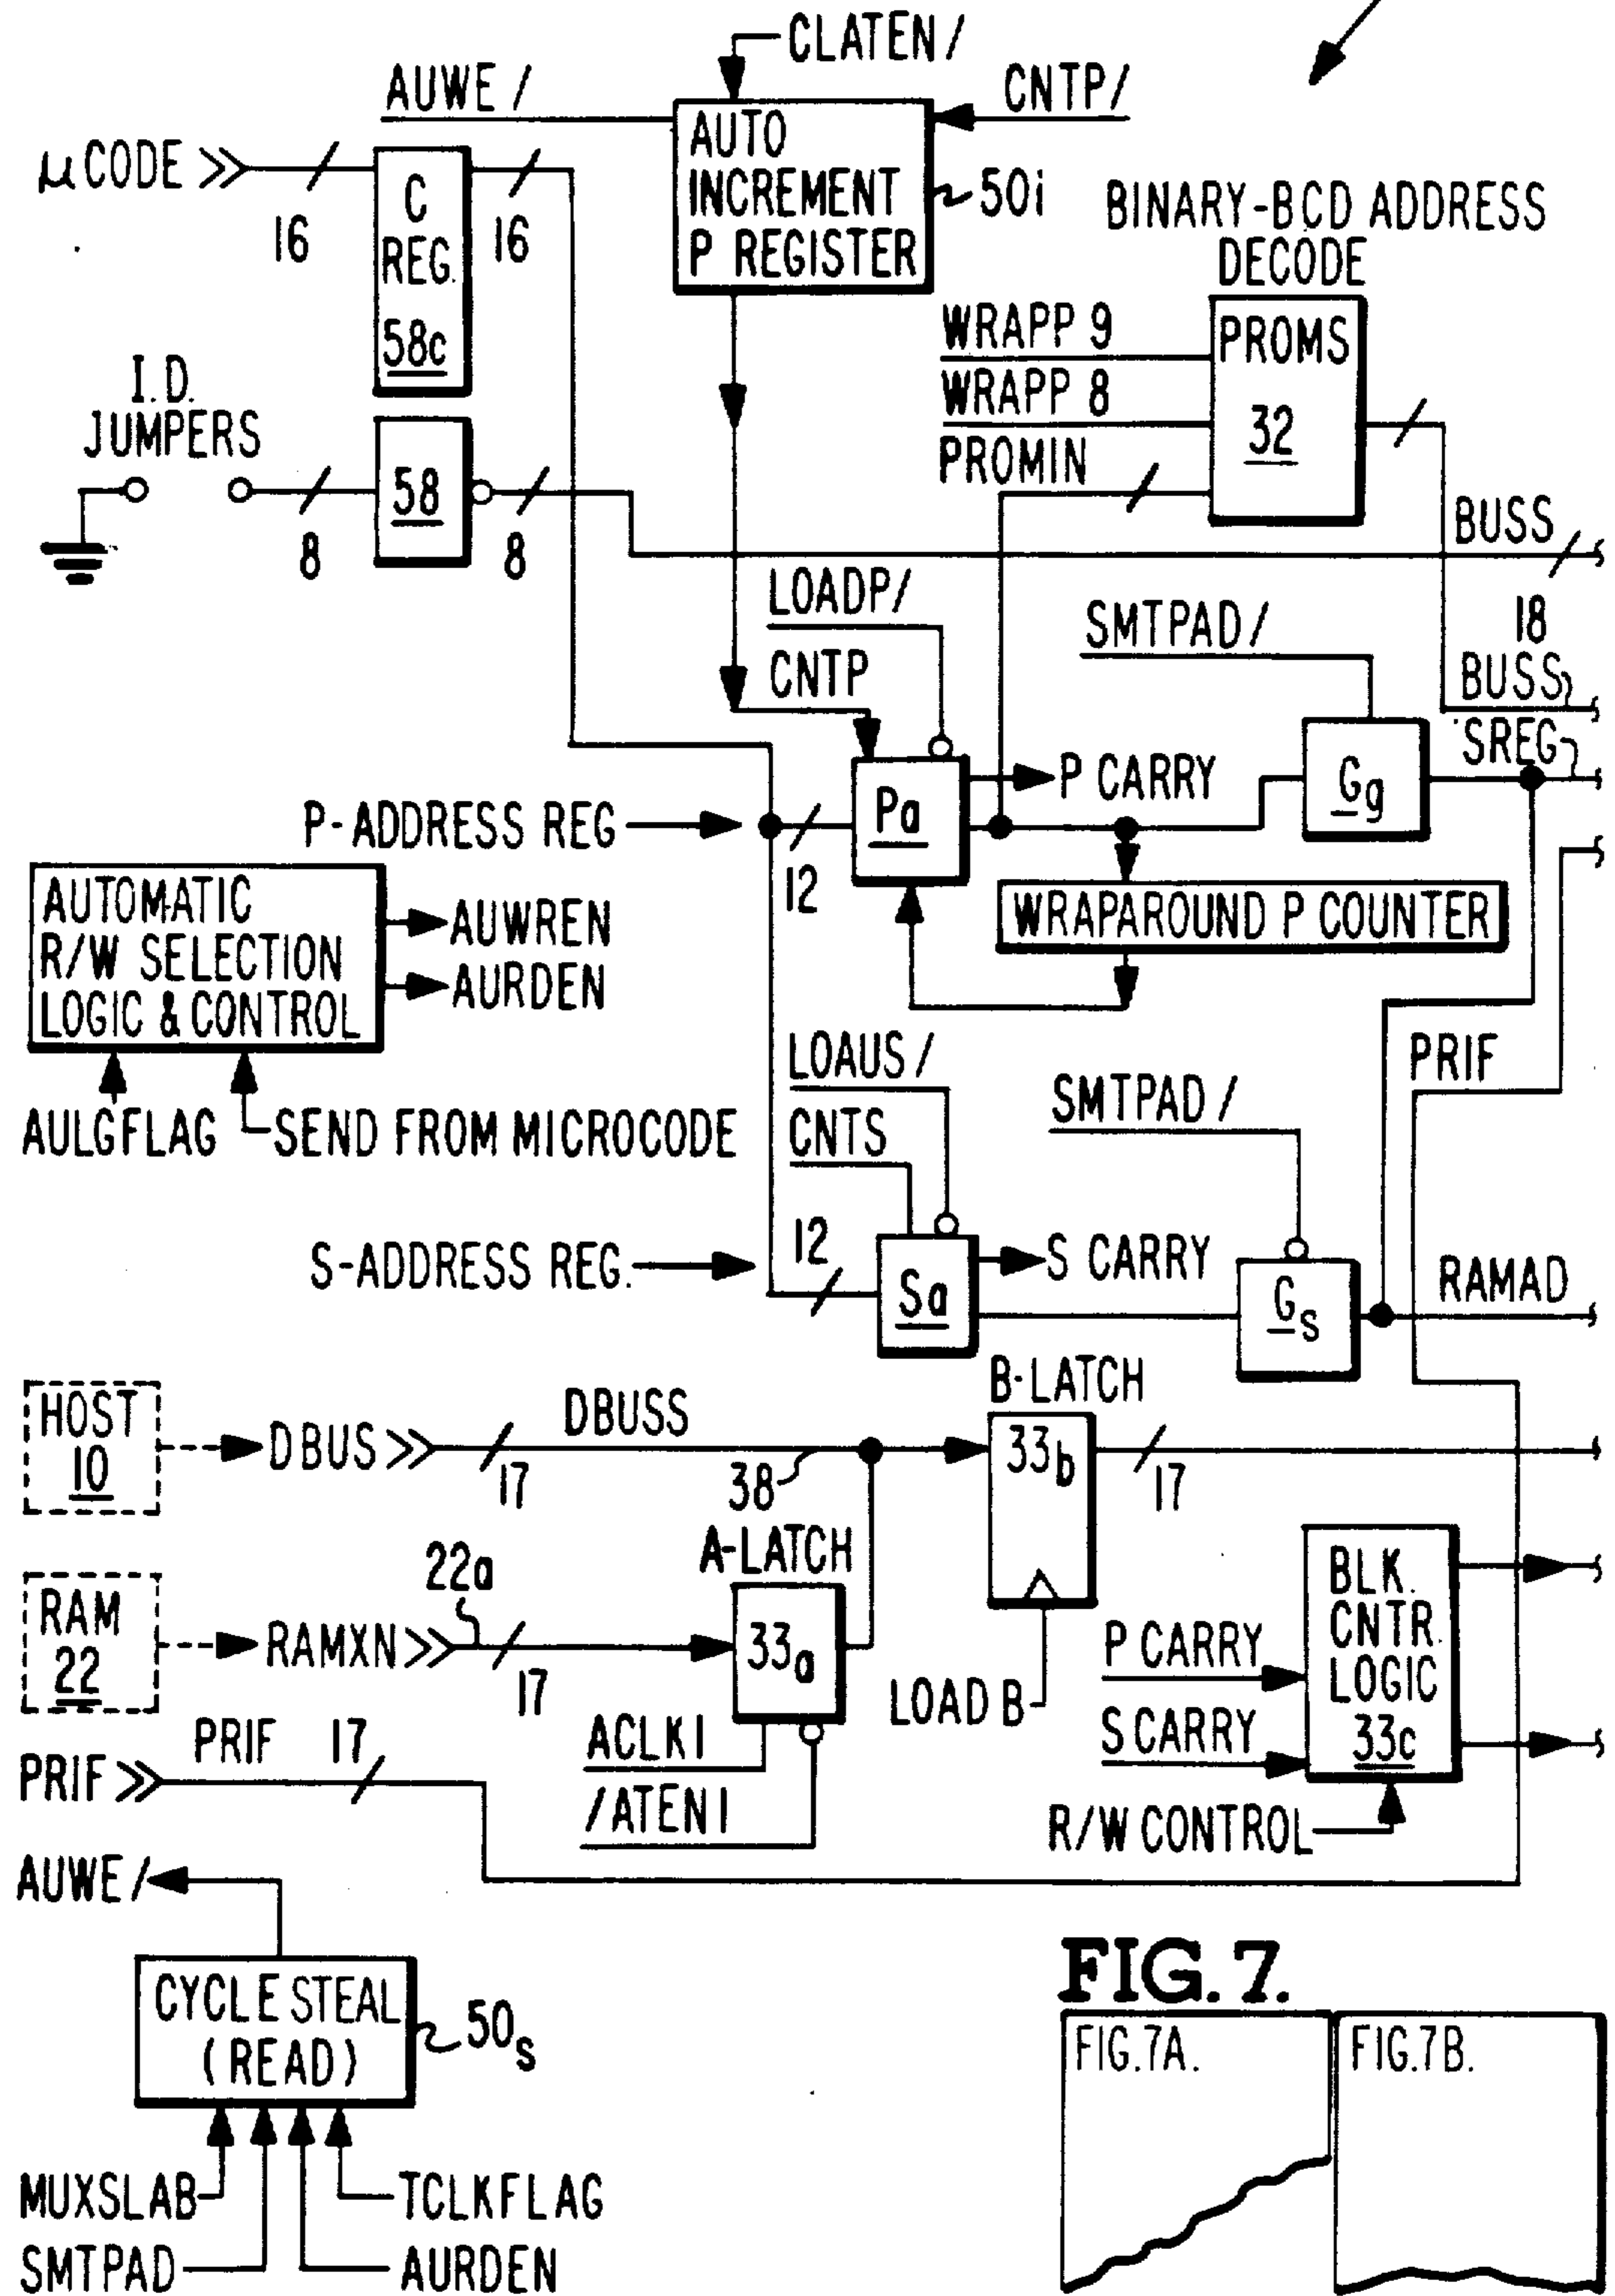 CLATEN /
AUWE /
CNTP/
µCODE
16
C
REG.
58c
16
AUTO
INCREMENT
P REGISTER
50i
BINARY-BCD ADDRESS
DECODE
WRAPP 9
WRAPP 8
PROMIN
PROMS
32
I.D.
JUMPERS
8
58
8
BUSS
18
LOADP/
CNTP
SMTPAD /
BUSS
SREG
P-ADDRESS REG
12
Pa
P CARRY
Gg
WRAPAROUND P COUNTER
AUTOMATIC
R/W SELECTION
LOGIC & CONTROL
AUWREN
AURDEN
AULGFLAG
SEND FROM MICROCODE
LOAUS /
CNTS
SMTPAD /
PRIF
S-ADDRESS REG.
12
Sa
S CARRY
Gs
RAMAD
HOST
10
DBUS
17
DBUSS
38
B-LATCH
33b
17
LOAD B
RAM
22
RAMXN
22a
17
A-LATCH
33a
ACLK1
/ATEN1
BLK.
CNTR.
LOGIC
33c
P CARRY
S CARRY
R/W CONTROL
PRIF
PRIF
17
AUWE /
CYCLE STEAL
(READ)
50s
MUXSLAB
SMTPAD
TCLKFLAG
AURDEN
FIG. 7.
FIG.7A.
FIG.7B.